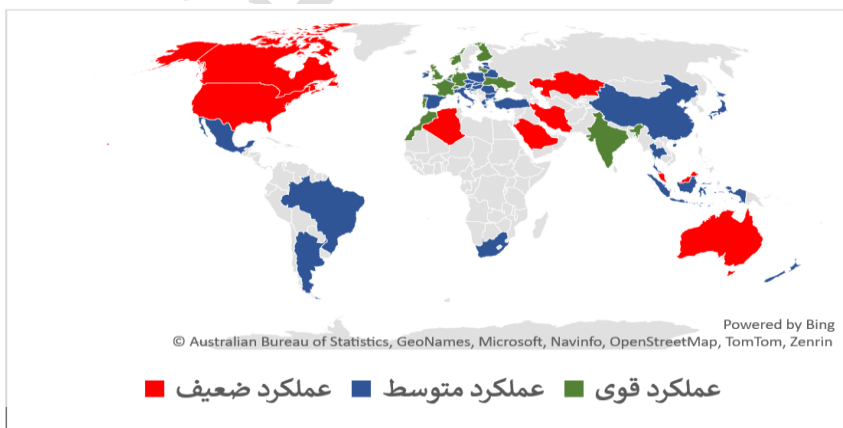 Powered by Bing
© Australian Bureau of Statistics, GeoNames, Microsoft, Navinfo, OpenStreetMap, TomTom, Zenrin
عملکرد قوی عملکرد متوسط عملکرد ضعیف